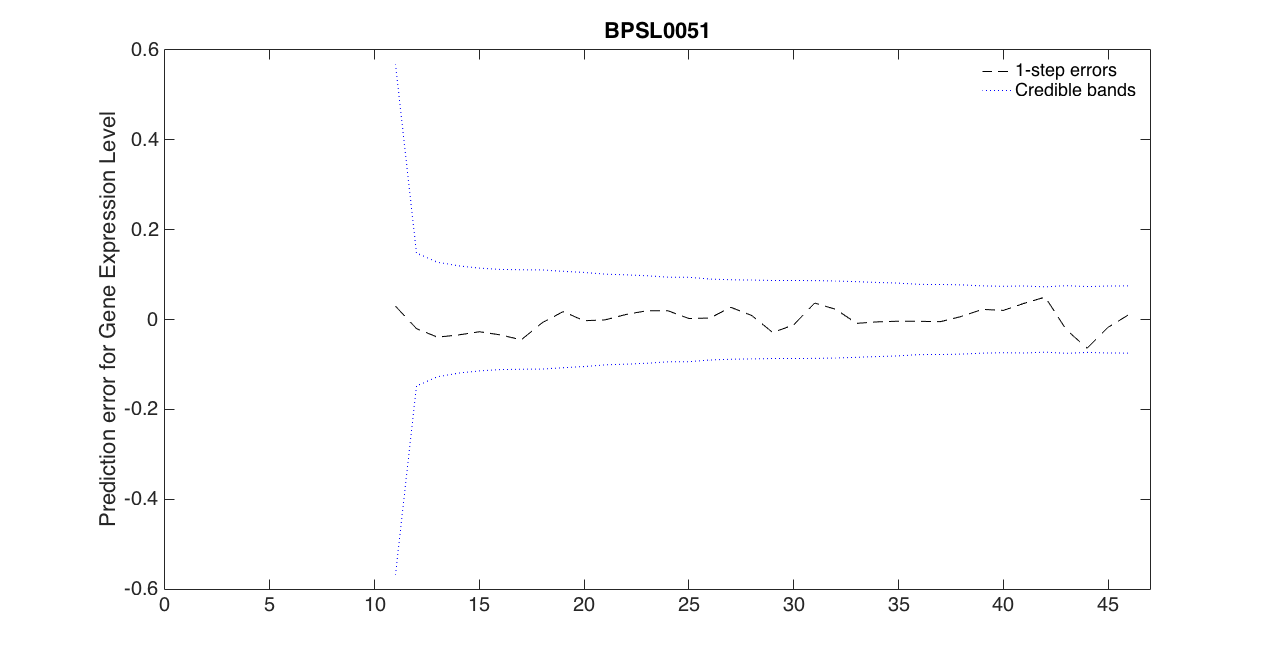 BPSL0051
1-step errors
Credible bands
Prediction error for Gene Expression Level
0.6
0.4
0.2
0
-0.2
-0.4
-0.6
0 5 10 15 20 25 30 35 40 45